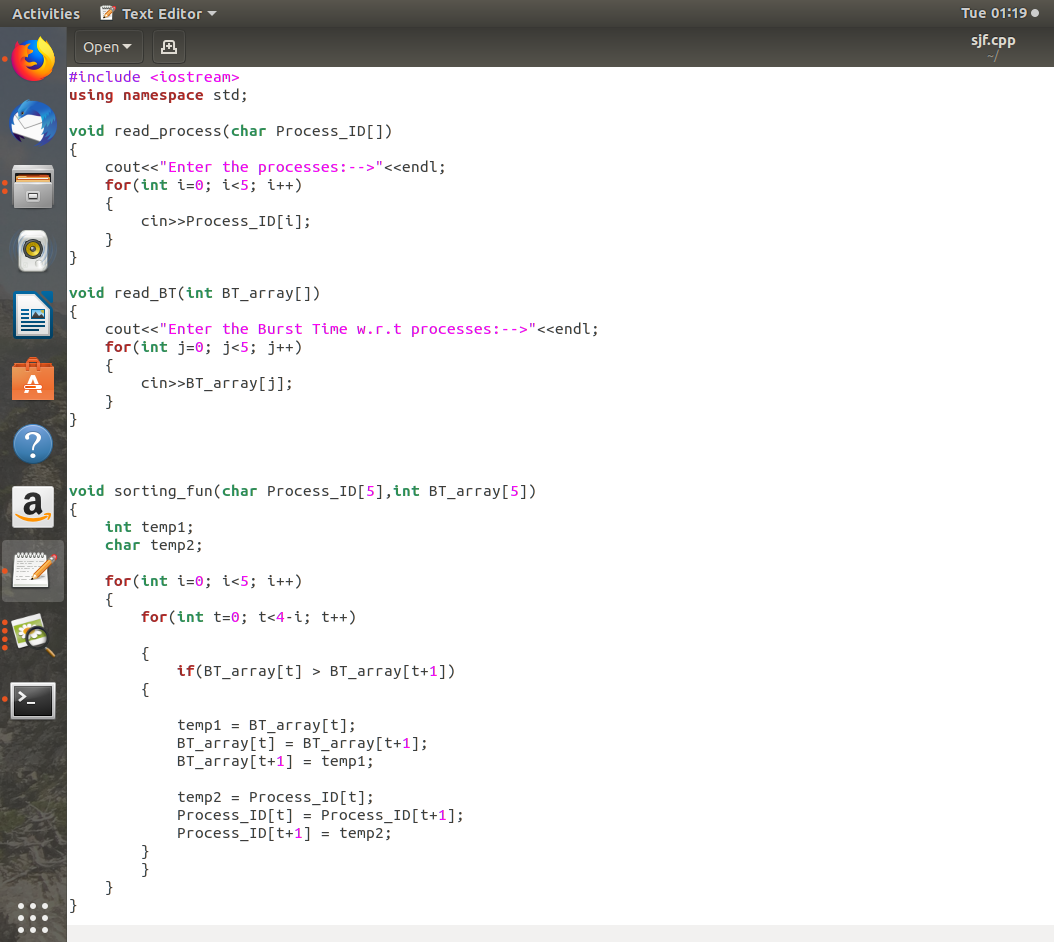 Activities Text Editor Tue 01:19
Open sjf.cpp
~/
#include <iostream>
using namespace std;
void read_process(char Process_ID[])
{
cout<<"Enter the processes:-->"<<endl;
for(int i=0; i<5; i++)
{
cin>>Process_ID[i];
}
}
void read_BT(int BT_array[])
{
cout<<"Enter the Burst Time w.r.t processes:-->"<<endl;
for(int j=0; j<5; j++)
{
cin>>BT_array[j];
}
}
void sorting_fun(char Process_ID[5],int BT_array[5])
{
int temp1;
char temp2;
for(int i=0; i<5; i++)
{
for(int t=0; t<4-i; t++)
{
if(BT_array[t] > BT_array[t+1])
{
temp1 = BT_array[t];
BT_array[t] = BT_array[t+1];
BT_array[t+1] = temp1;
temp2 = Process_ID[t];
Process_ID[t] = Process_ID[t+1];
Process_ID[t+1] = temp2;
}
}
}
}